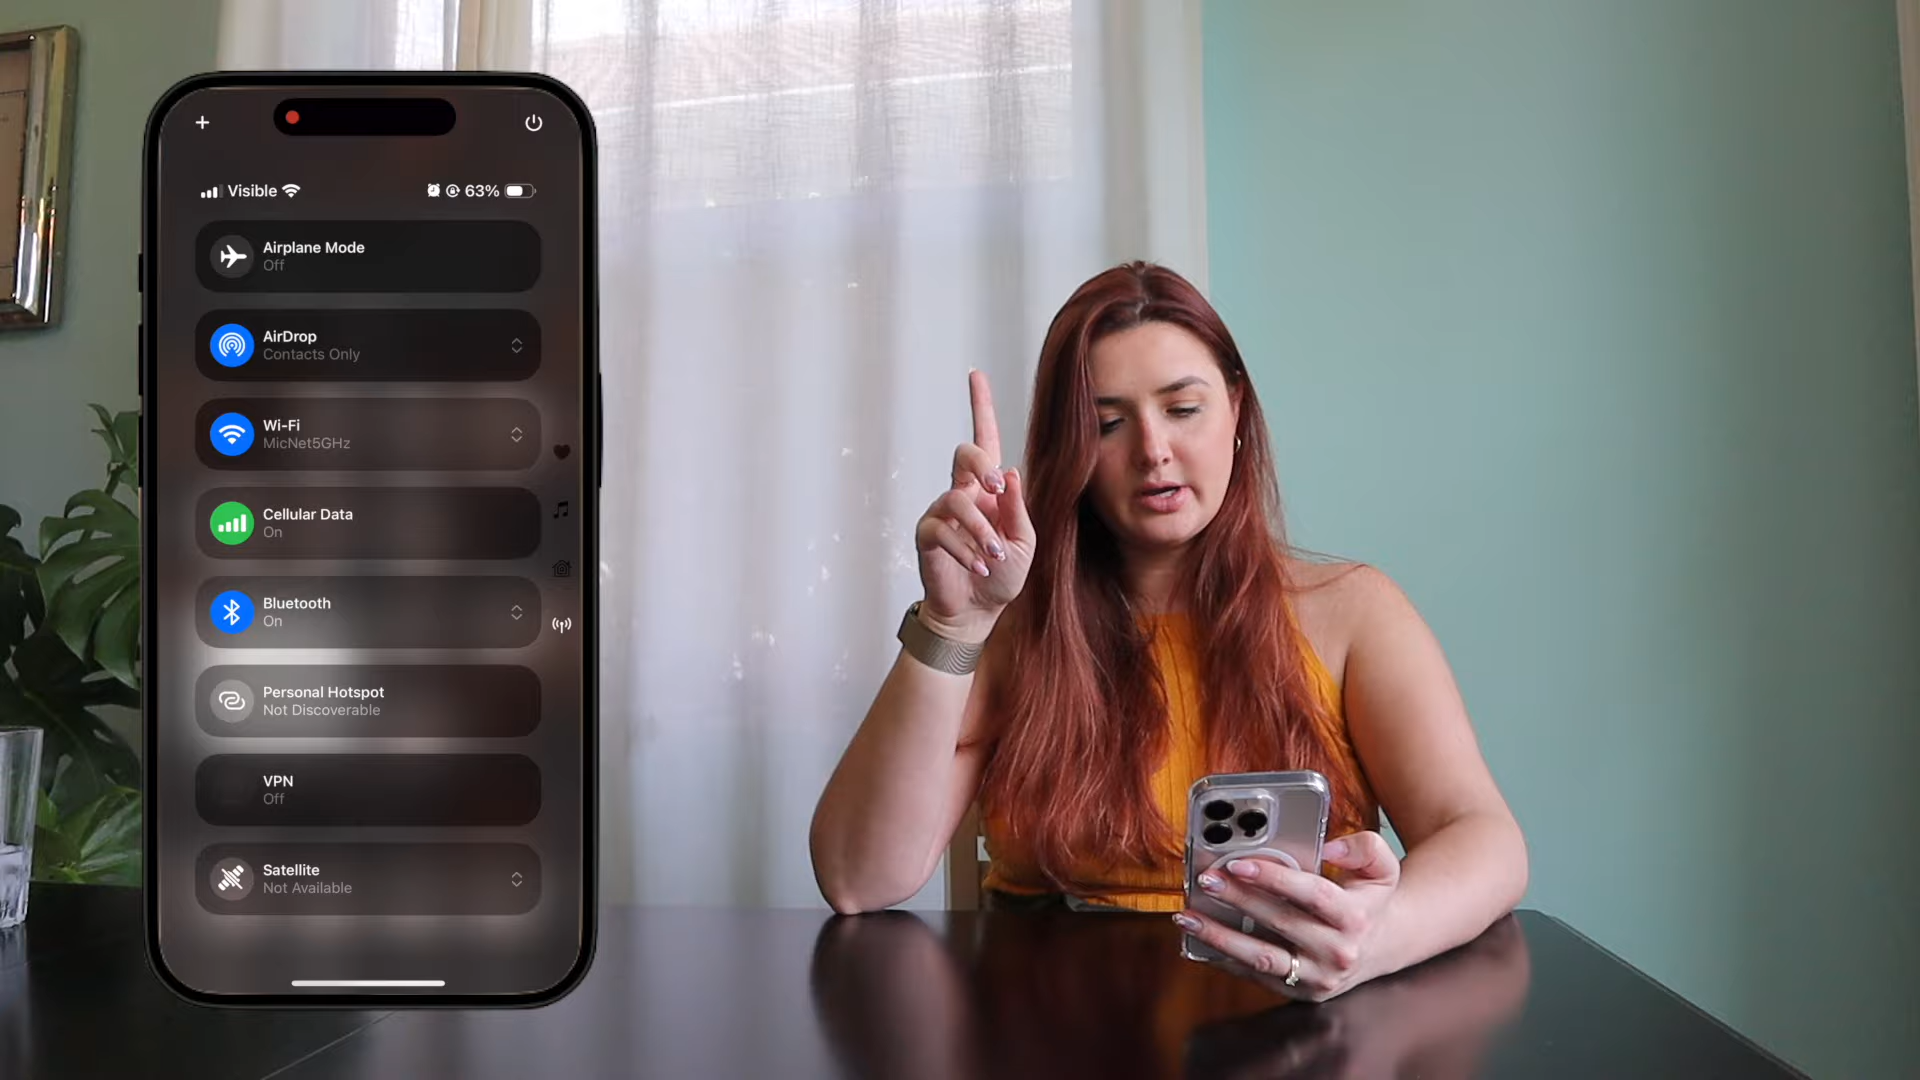 Visible 63%
Airplane Mode
Off
AirDrop
Contacts Only
Wi-Fi
MicNet5GHz
Cellular Data
On
Bluetooth
On
Personal Hotspot
Not Discoverable
VPN
Off
Satellite
Not Available